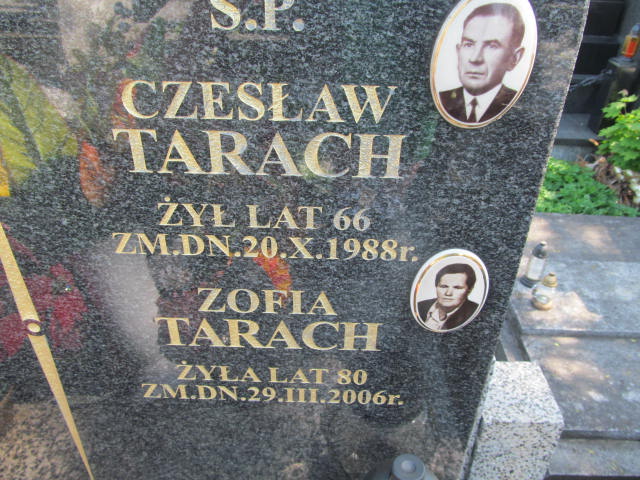 Ś.P.
CZESŁAW
TARACH
ŻYŁ LAT 66
ZM.DN.20.X.1988r.
ZOFIA
TARACH
ŻYŁA LAT 80
ZM.DN.29.III.2006r.